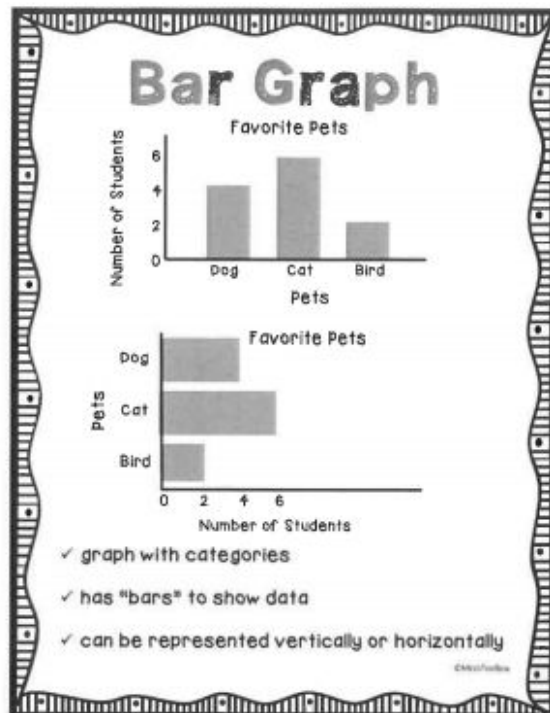 Bar Graph
Favorite Pets
Number of Students
6
4
2
0
Dog Cat Bird
Pets
Favorite Pets
Pets
Dog
Cat
Bird
0 2 4 6
Number of Students
✓ graph with categories
✓ has "bars" to show data
✓ can be represented vertically or horizontally